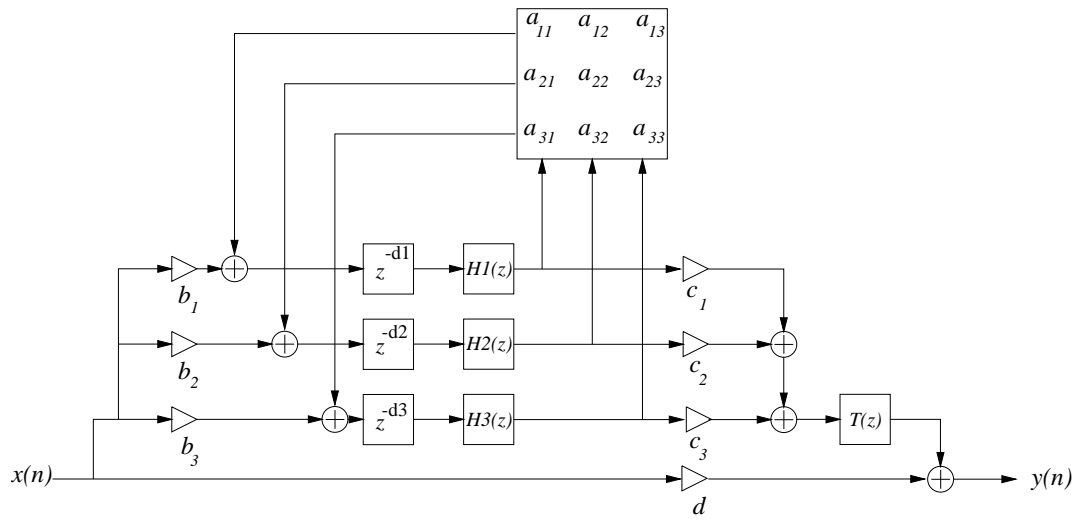 a11 a12 a13
a21 a22 a23
a31 a32 a33
b1 z-d1 H1(z) c1
b2 z-d2 H2(z) c2
b3 z-d3 H3(z) c3 T(z)
x(n) d y(n)